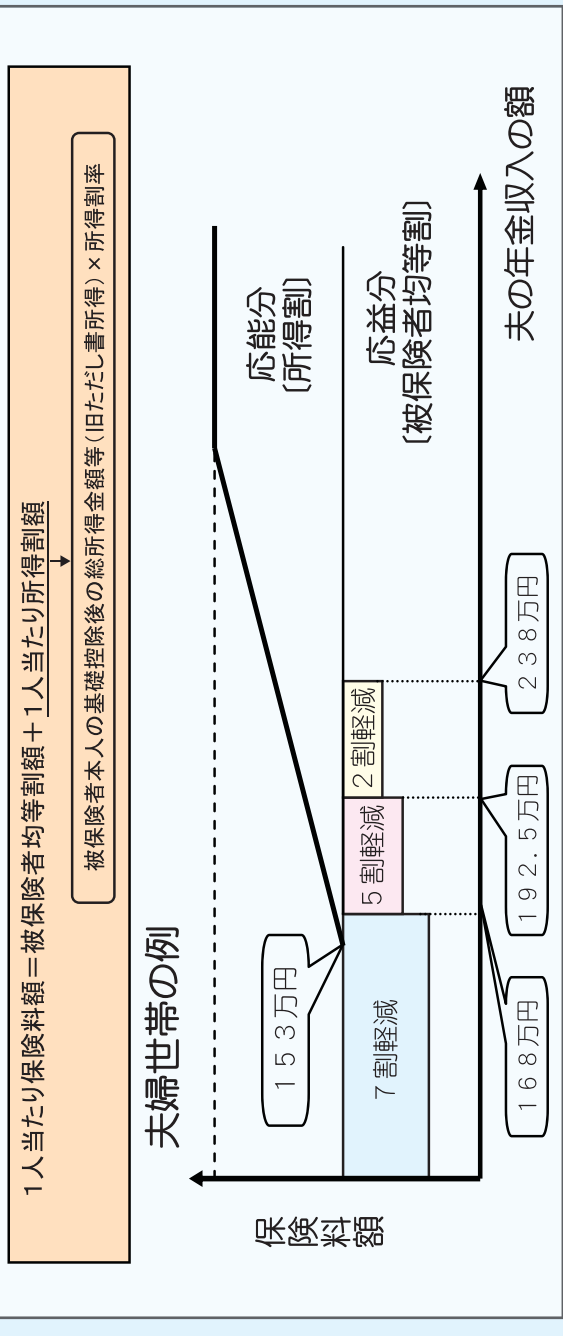 1人当たり保険料額＝被保険者均等割額＋1人当たり所得割額
被保険者本人の基礎控除後の総所得金額等（旧ただし書所得）×所得割率
夫婦世帯の例
保険料額
153万円
応能分
〔所得割〕
応益分
〔被保険者均等割〕
7割軽減
5割軽減
2割軽減
168万円
192.5万円
238万円
夫の年金収入の額